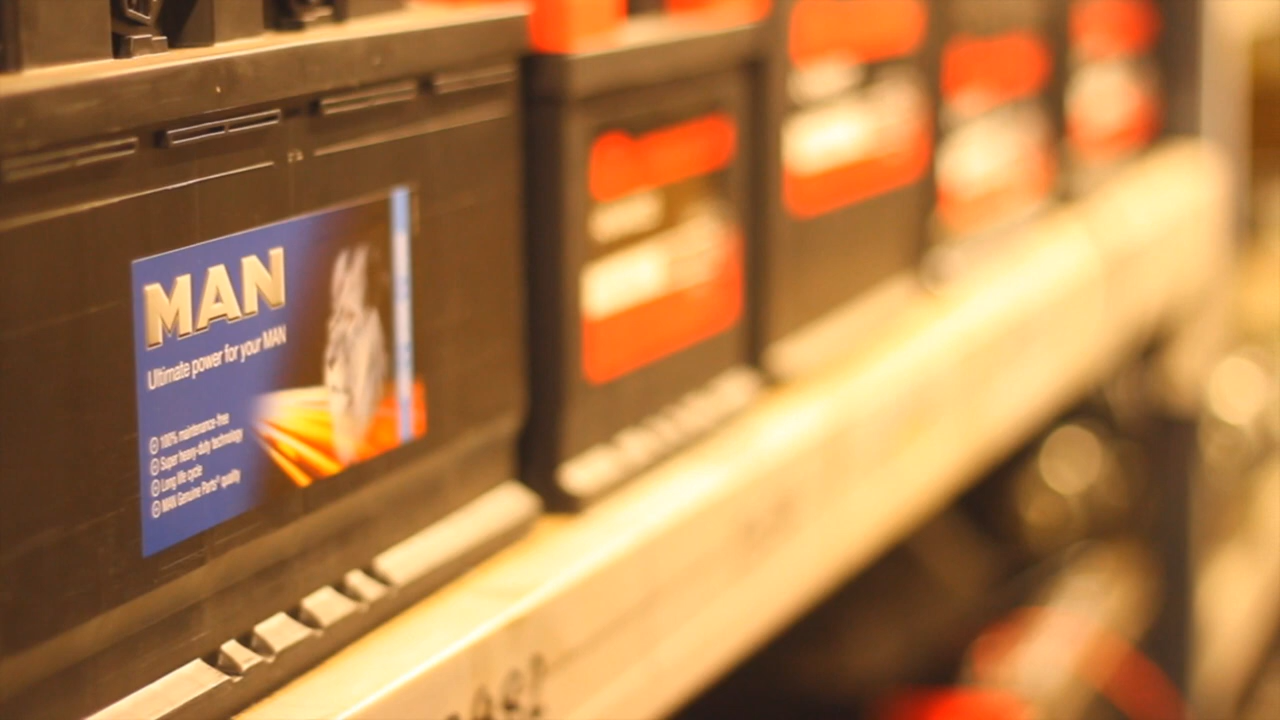 MAN
Ultimate power for your MAN
100% maintenance-free
Super heavy-duty technology
Long life cycle
MAN Genuine Parts® quality